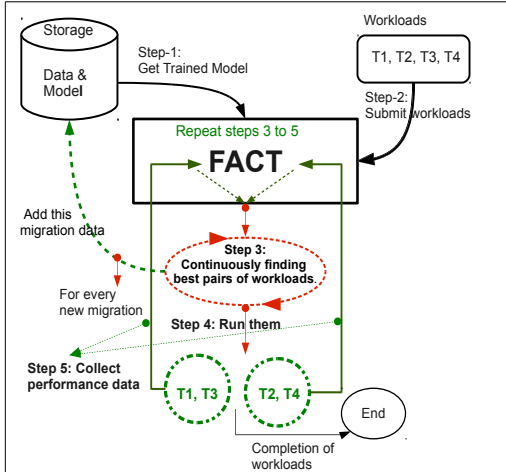 Storage
Data &
Model
Step-1:
Get Trained Model
Workloads
T1, T2, T3, T4
Step-2:
Submit workloads
Repeat steps 3 to 5
FACT
Add this
migration data
Step 3:
Continuously finding
best pairs of workloads.
For every
new migration
Step 4: Run them
Step 5: Collect
performance data
T1, T3
T2, T4
End
Completion of
workloads